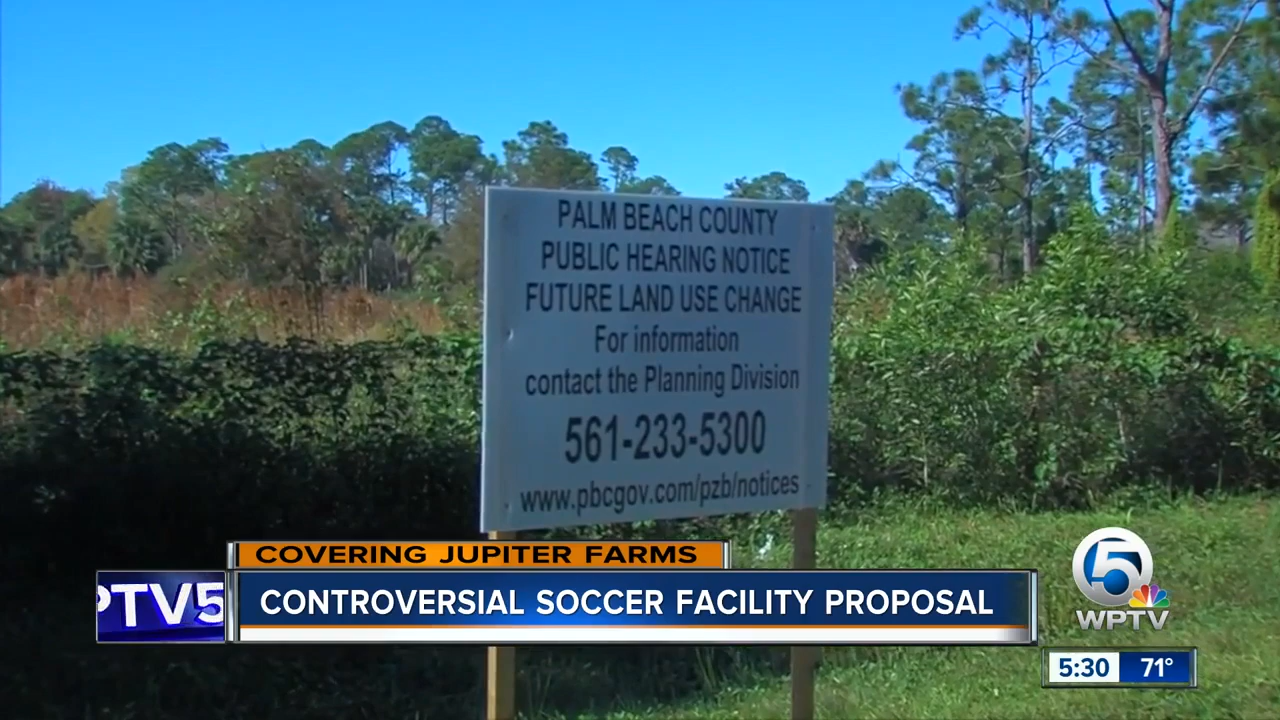 PALM BEACH COUNTY
PUBLIC HEARING NOTICE
FUTURE LAND USE CHANGE
For information
contact the Planning Division
561-233-5300
www.pbcgov.com/pzb/notices
COVERING JUPITER FARMS
PTV5
CONTROVERSIAL SOCCER FACILITY PROPOSAL
5
WPTV
5:30 71°